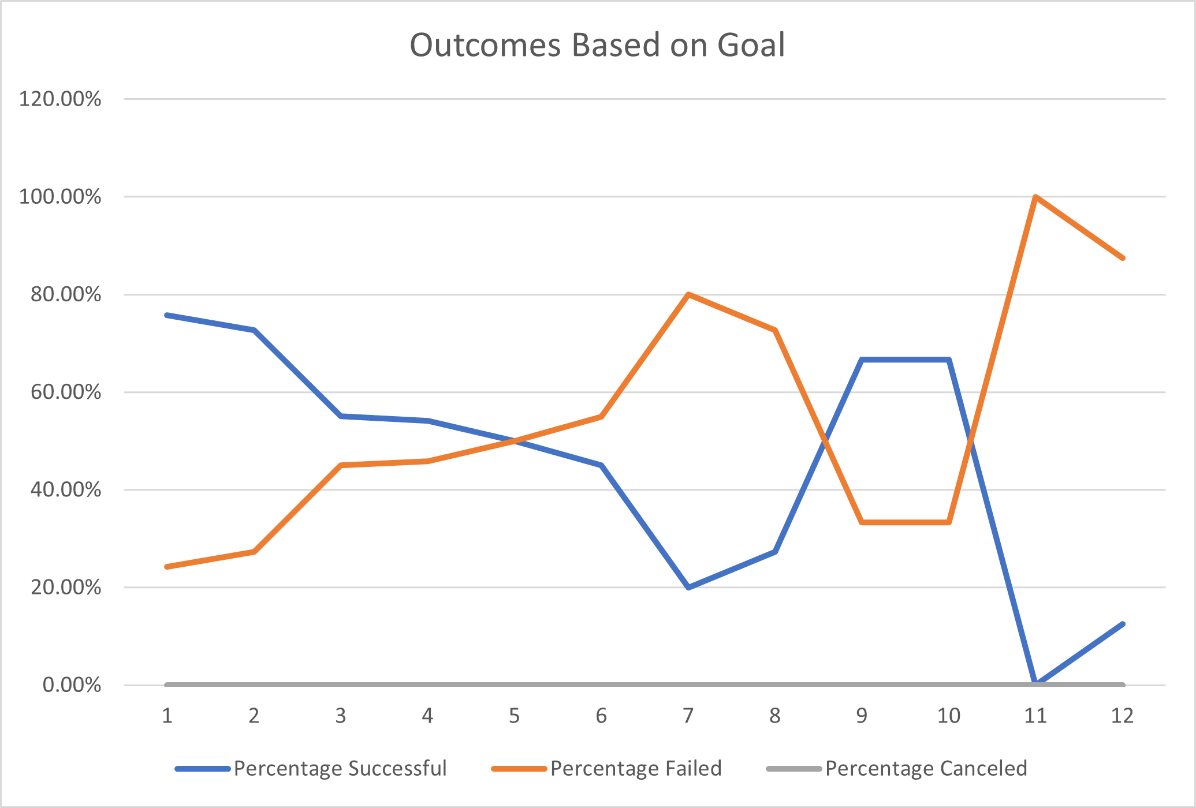 Outcomes Based on Goal
120.00%
100.00%
80.00%
60.00%
40.00%
20.00%
0.00%
1 2 3 4 5 6 7 8 9 10 11 12
Percentage Successful Percentage Failed Percentage Canceled